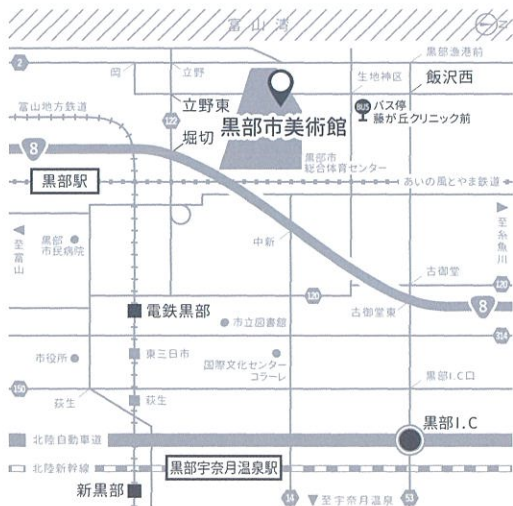 富山湾
N
2
岡
立野
黒部漁港前
生地神区
飯沢西
立野東
BUS
バス停
藤が丘クリニック前
富山地方鉄道
122
黒部市美術館
堀切
8
黒部市
総合体育センター
黒部駅
あいの風とやま鉄道
至富山
黒部
市民病院
中新
至糸魚川
古御堂
120
120
電鉄黒部
古御堂東
8
市立図書館
314
市役所
東三日市
国際文化センター
コラーレ
150
荻生
荻生
黒部I.C口
黒部I.C
北陸自動車道
北陸新幹線
黒部宇奈月温泉駅
新黒部
14
至宇奈月温泉
53